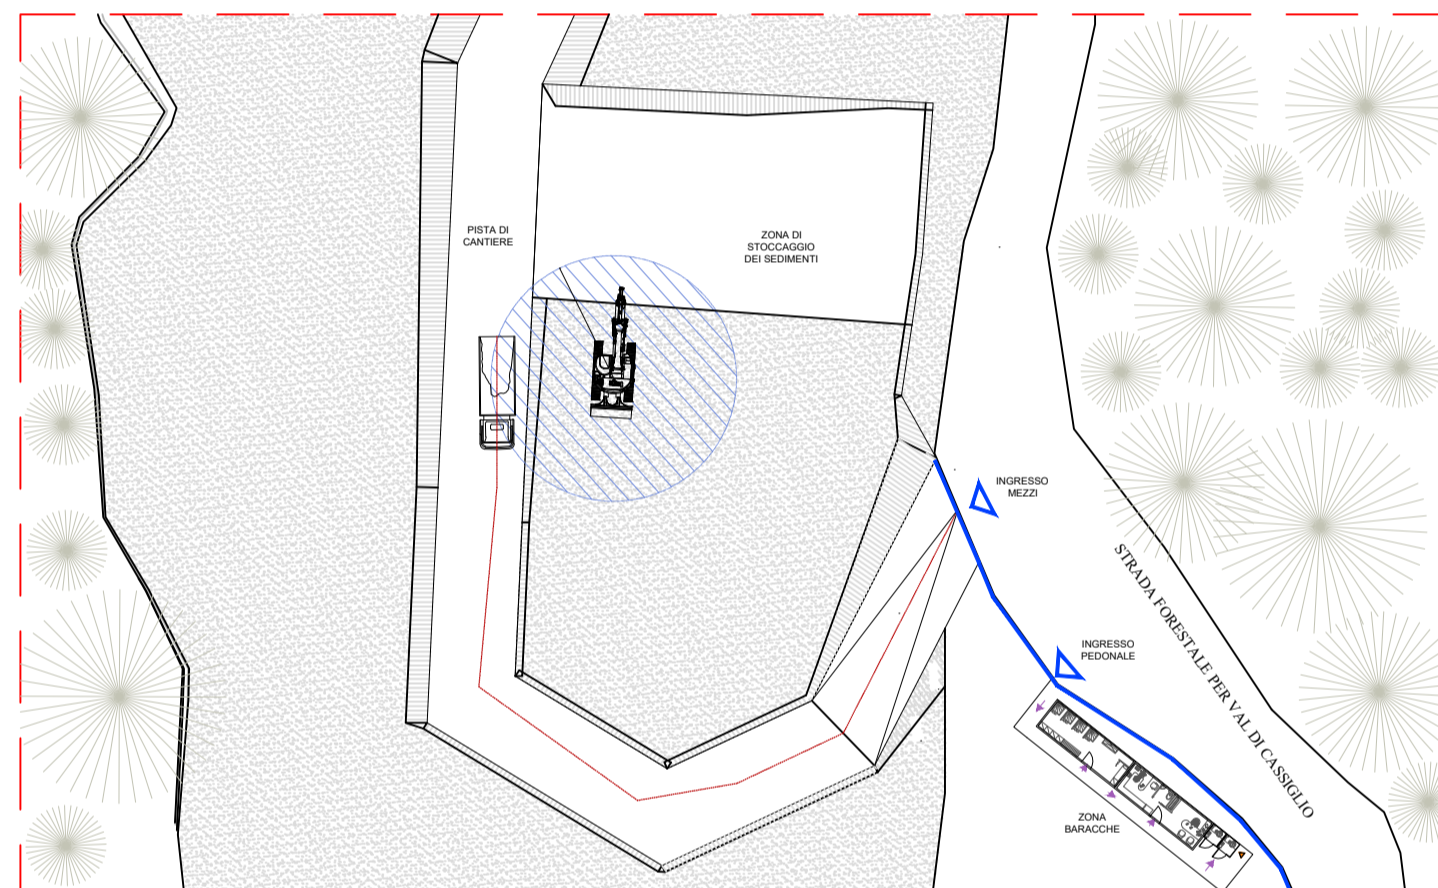 PISTA DI
CANTIERE
ZONA DI
STOCCAGGIO
DEI SEDIMENTI
INGRESSO
MEZZI
STRADA FORESTALE PER VAL DI CASSIGLIO
INGRESSO
PEDONALE
ZONA
BARACCHE